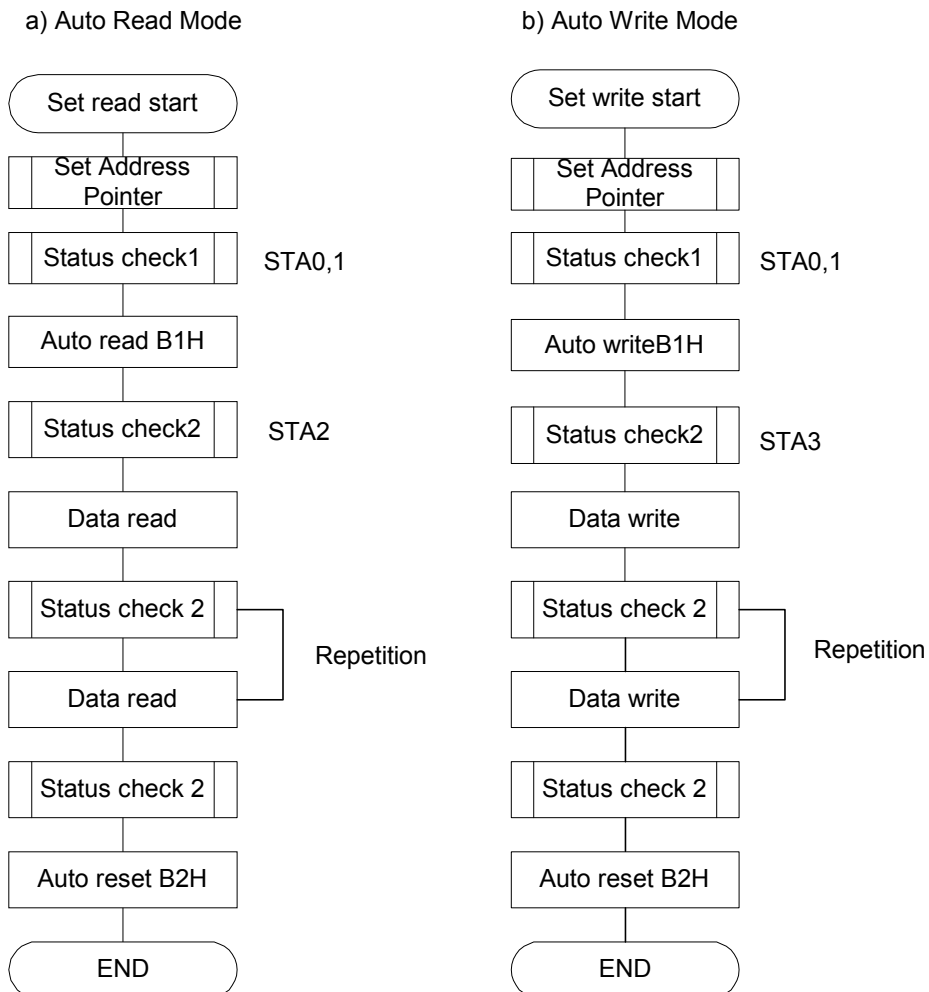 a) Auto Read Mode
Set read start
Set Address
Pointer
Status check1
STA0,1
Auto read B1H
Status check2
STA2
Data read
Status check 2
Repetition
Data read
Status check 2
Auto reset B2H
END
b) Auto Write Mode
Set write start
Set Address
Pointer
Status check1
STA0,1
Auto writeB1H
Status check2
STA3
Data write
Status check 2
Repetition
Data write
Status check 2
Auto reset B2H
END